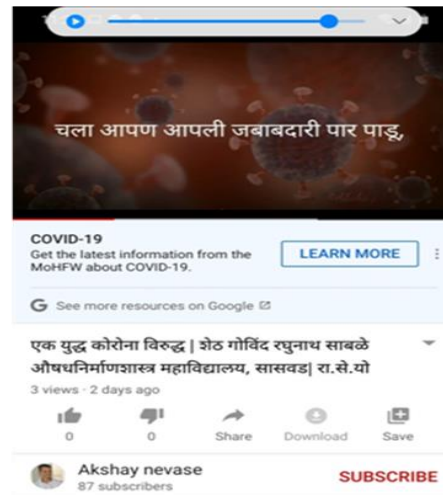 चला आपण आपली जबाबदारी पार पाडू,
COVID-19
Get the latest information from the
MoHFW about COVID-19.
LEARN MORE
G See more resources on Google
एक युद्ध कोरोना विरुद्ध | शेठ गोविंद रघुनाथ साबळे
औषधनिर्माणशास्त्र महाविद्यालय, सासवड| रा.से.यो
3 views · 2 days ago
0 0 Share Download Save
Akshay nevase
87 subscribers
SUBSCRIBE